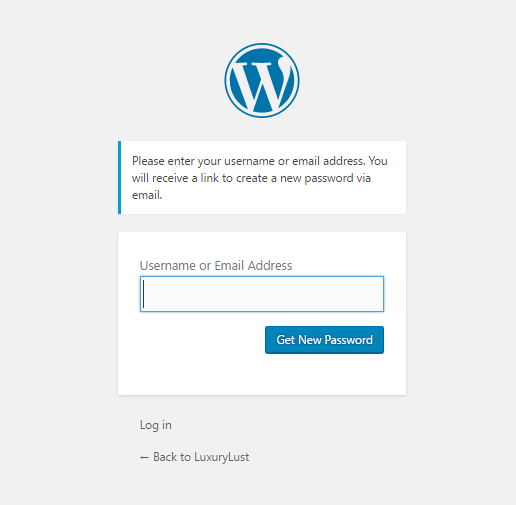 Please enter your username or email address. You
will receive a link to create a new password via
email.
Username or Email Address
Get New Password
Log in
← Back to LuxuryLust